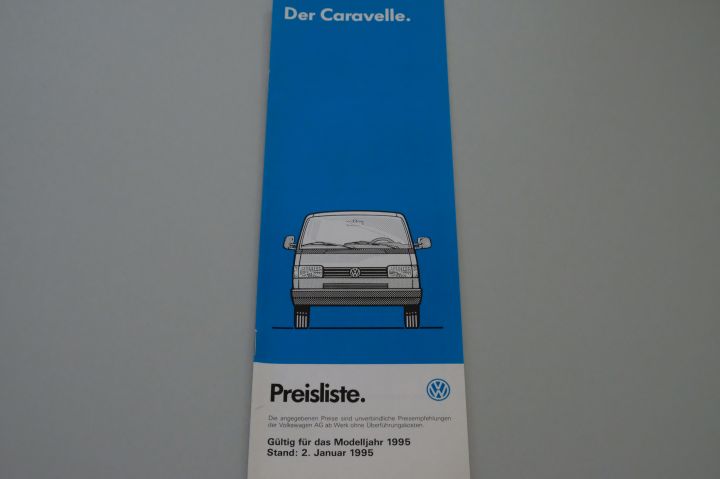 Der Caravelle.
Preisliste.
Die angegebenen Preise sind unverbindliche Preisempfehlungen
der Volkswagen AG ab Werk ohne Überführungskosten.
Gültig für das Modelljahr 1995
Stand: 2. Januar 1995